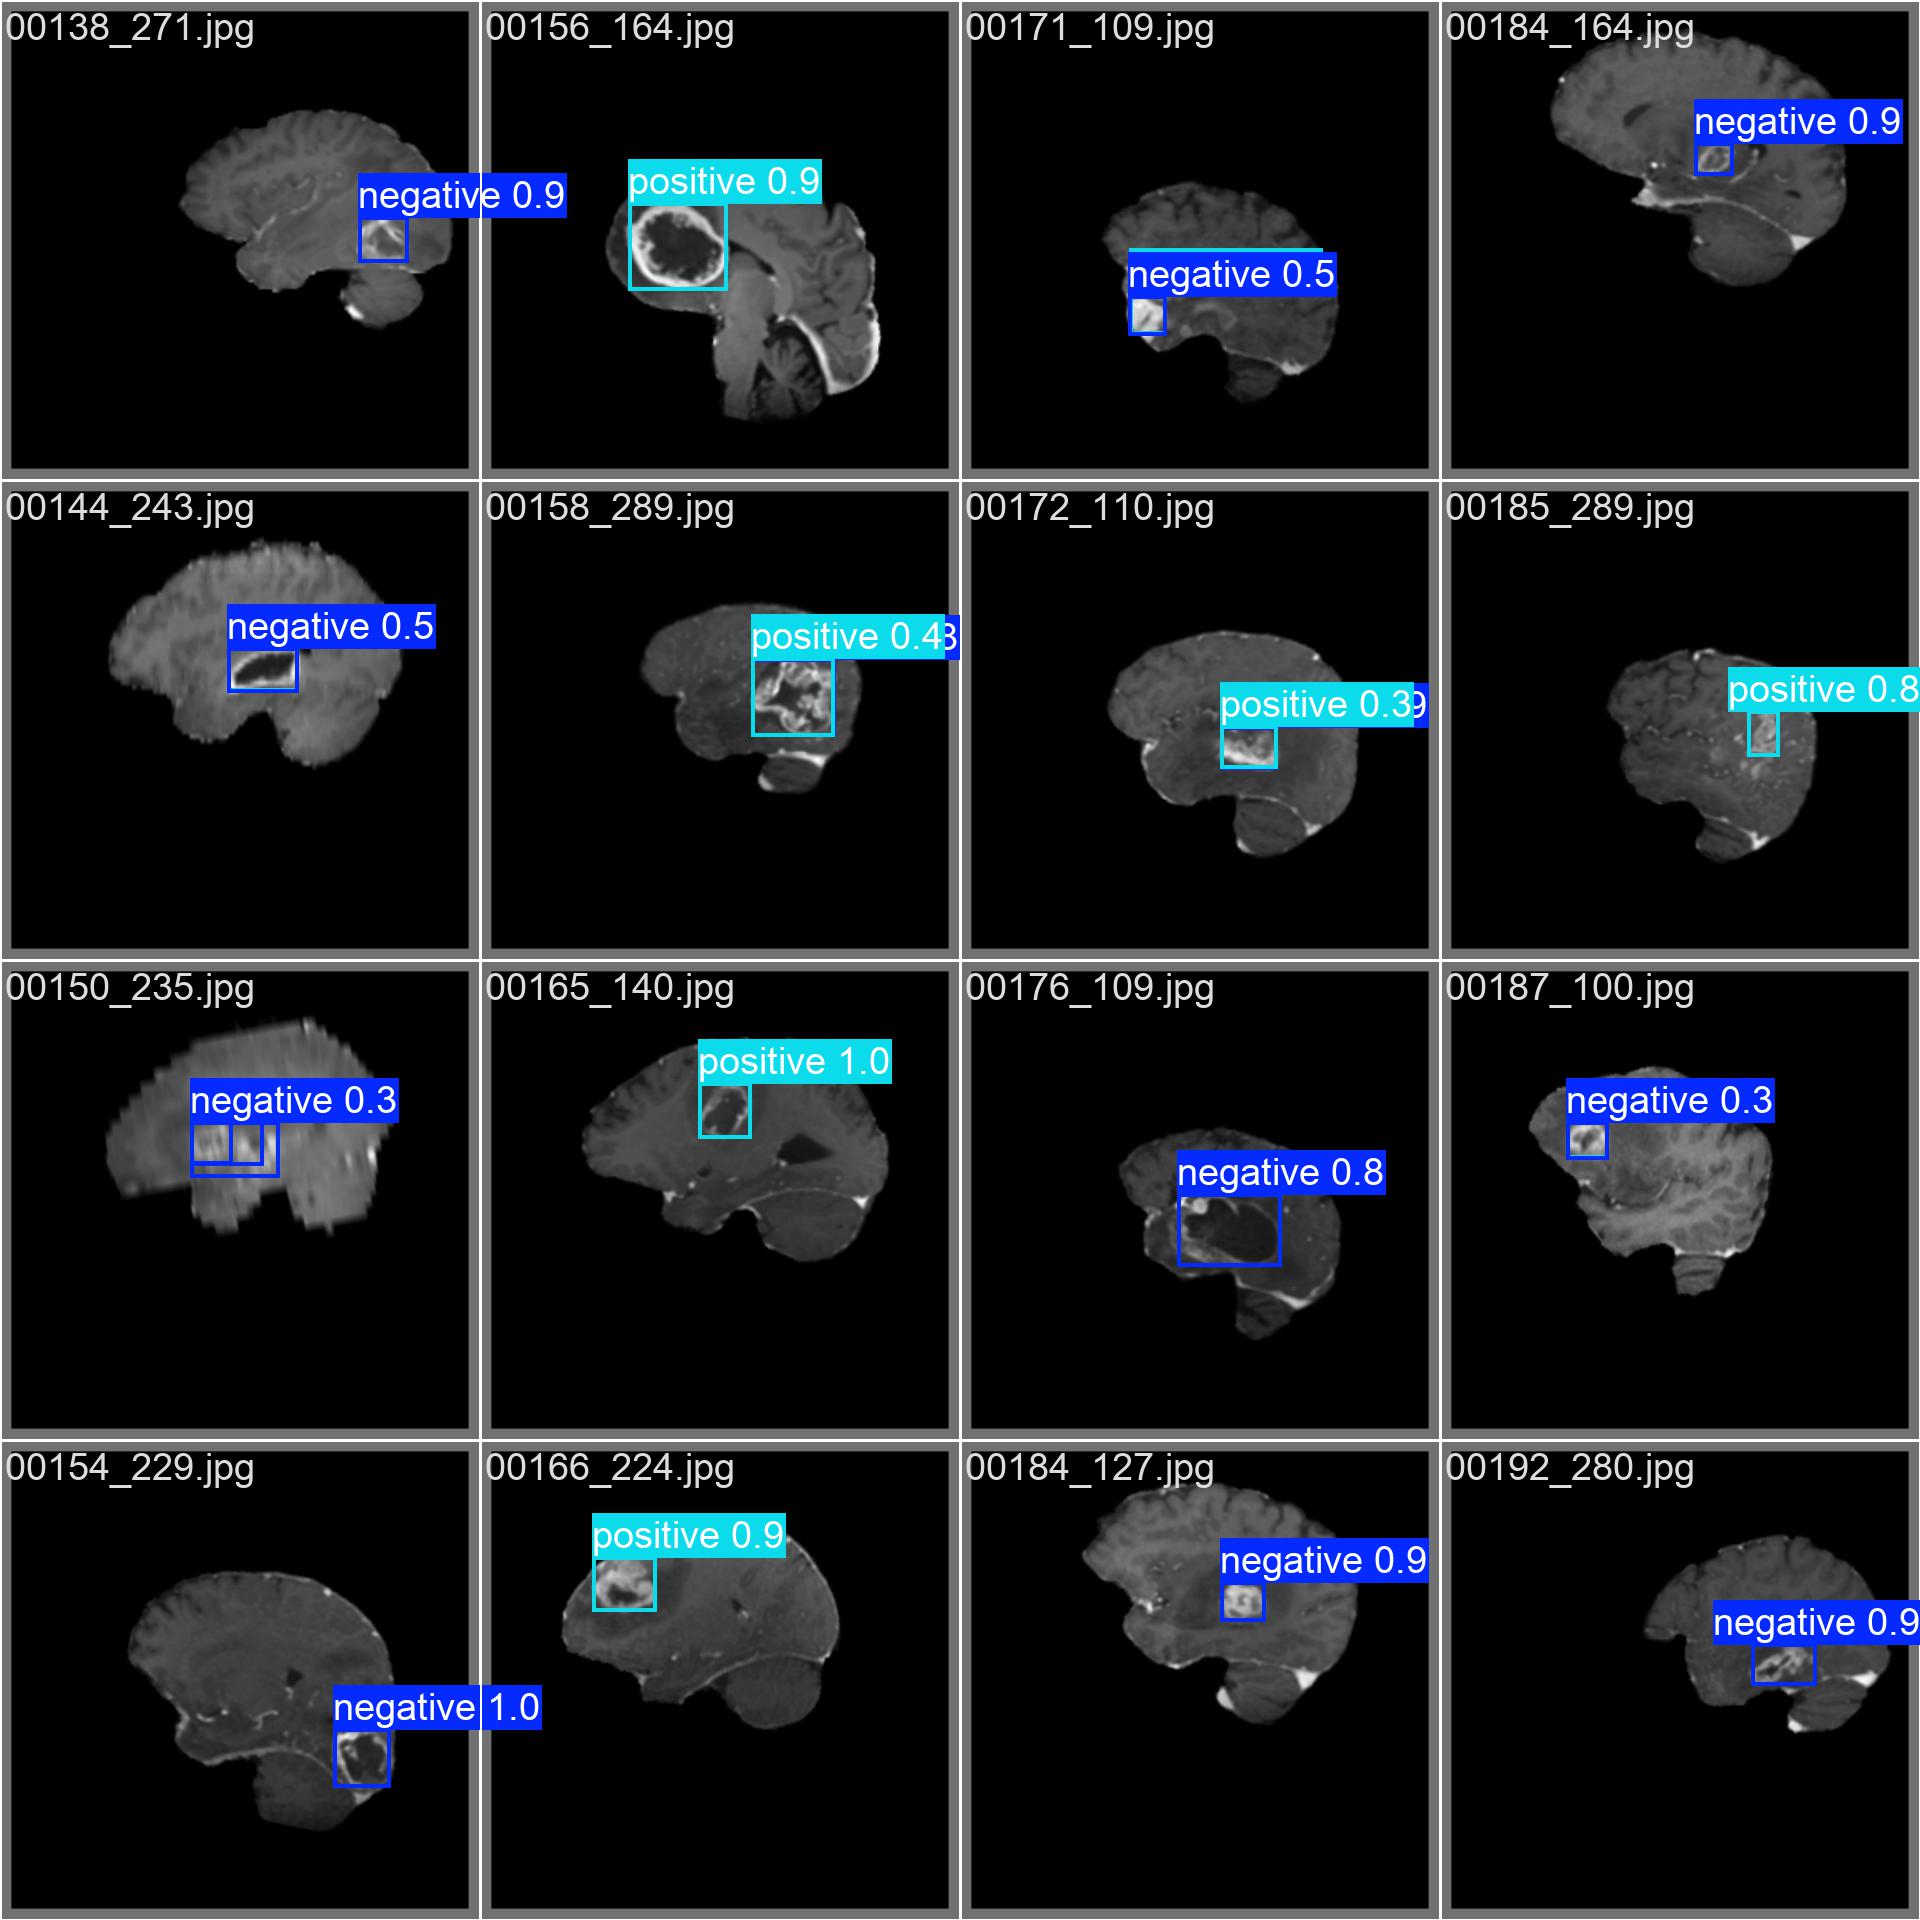 00138_271.jpg
negative 0.9
00156_164.jpg
positive 0.9
00171_109.jpg
negative 0.5
00184_164.jpg
negative 0.9
00144_243.jpg
negative 0.5
00158_289.jpg
positive 0.4
3
00172_110.jpg
positive 0.3
9
00185_289.jpg
positive 0.8
00150_235.jpg
negative 0.3
00165_140.jpg
positive 1.0
00176_109.jpg
negative 0.8
00187_100.jpg
negative 0.3
00154_229.jpg
negative 1.0
00166_224.jpg
positive 0.9
00184_127.jpg
negative 0.9
00192_280.jpg
negative 0.9